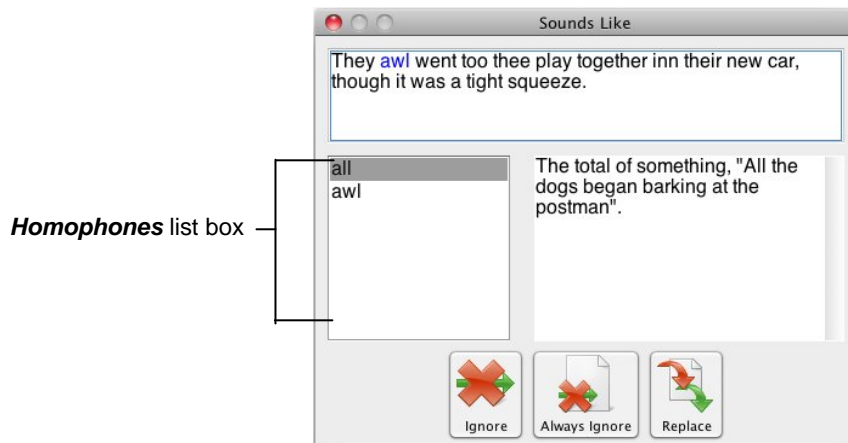 Sounds Like
They awl went too thee play together inn their new car,
though it was a tight squeeze.
all
awl
The total of something, "All the
dogs began barking at the
postman".
Homophones list box
Ignore
Always Ignore
Replace